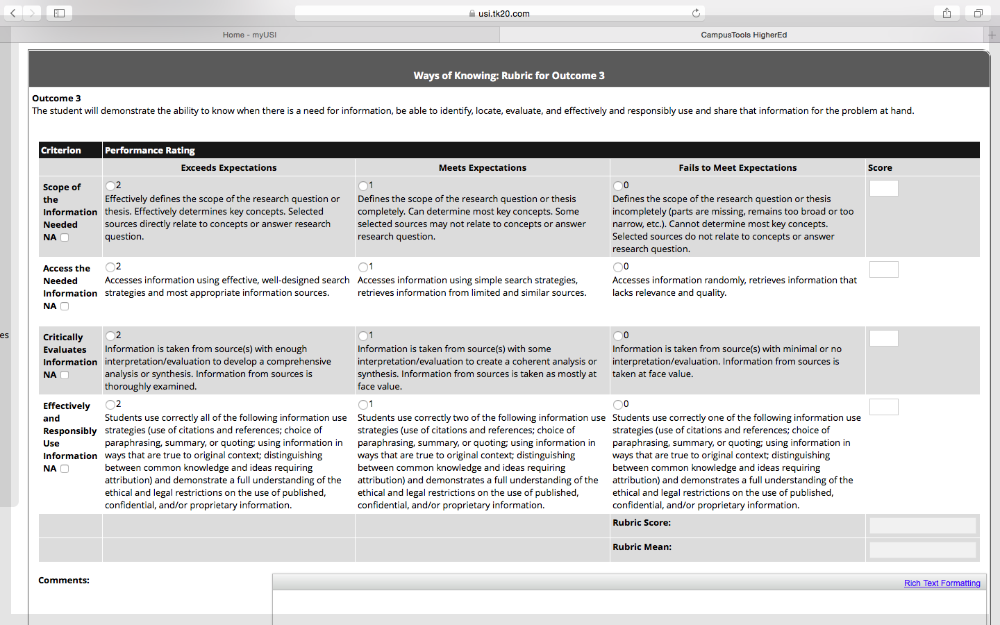 usi.tk20.com
Home - myUSI
CampusTools HigherEd
Ways of Knowing: Rubric for Outcome 3
Outcome 3
The student will demonstrate the ability to know when there is a need for information, be able to identify, locate, evaluate, and effectively and responsibly use and share that information for the problem at hand.
Criterion
Performance Rating
Exceeds Expectations
Meets Expectations
Fails to Meet Expectations
Score
Scope of
the
Information
Needed
NA
2
Effectively defines the scope of the research question or
thesis. Effectively determines key concepts. Selected
sources directly relate to concepts or answer research
question.
1
Defines the scope of the research question or thesis
completely. Can determine most key concepts. Some
selected sources may not relate to concepts or answer
research question.
0
Defines the scope of the research question or thesis
incompletely (parts are missing, remains too broad or too
narrow, etc.). Cannot determine most key concepts.
Selected sources do not relate to concepts or answer
research question.
Access the
Needed
Information
NA
2
Accesses information using effective, well-designed search
strategies and most appropriate information sources.
1
Accesses information using simple search strategies,
retrieves information from limited and similar sources.
0
Accesses information randomly, retrieves information that
lacks relevance and quality.
es
Critically
Evaluates
Information
NA
2
Information is taken from source(s) with enough
interpretation/evaluation to develop a comprehensive
analysis or synthesis. Information from sources is
thoroughly examined.
1
Information is taken from source(s) with some
interpretation/evaluation to create a coherent analysis or
synthesis. Information from sources is taken as mostly at
face value.
0
Information is taken from source(s) with minimal or no
interpretation/evaluation. Information from sources is
taken at face value.
Effectively
and
Responsibly
Use
Information
NA
2
Students use correctly all of the following information use
strategies (use of citations and references; choice of
paraphrasing, summary, or quoting; using information in
ways that are true to original context; distinguishing
between common knowledge and ideas requiring
attribution) and demonstrate a full understanding of the
ethical and legal restrictions on the use of published,
confidential, and/or proprietary information.
1
Students use correctly two of the following information use
strategies (use of citations and references; choice of
paraphrasing, summary, or quoting; using information in
ways that are true to original context; distinguishing
between common knowledge and ideas requiring
attribution) and demonstrates a full understanding of the
ethical and legal restrictions on the use of published,
confidential, and/or proprietary information.
0
Students use correctly one of the following information use
strategies (use of citations and references; choice of
paraphrasing, summary, or quoting; using information in
ways that are true to original context; distinguishing
between common knowledge and ideas requiring
attribution) and demonstrates a full understanding of the
ethical and legal restrictions on the use of published,
confidential, and/or proprietary information.
Rubric Score:
Rubric Mean:
Comments:
Rich Text Formatting